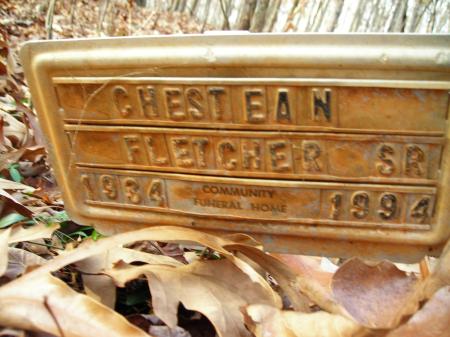 CHESTEAN
FLETCHER SR
1934 COMMUNITY FUNERAL HOME 1994